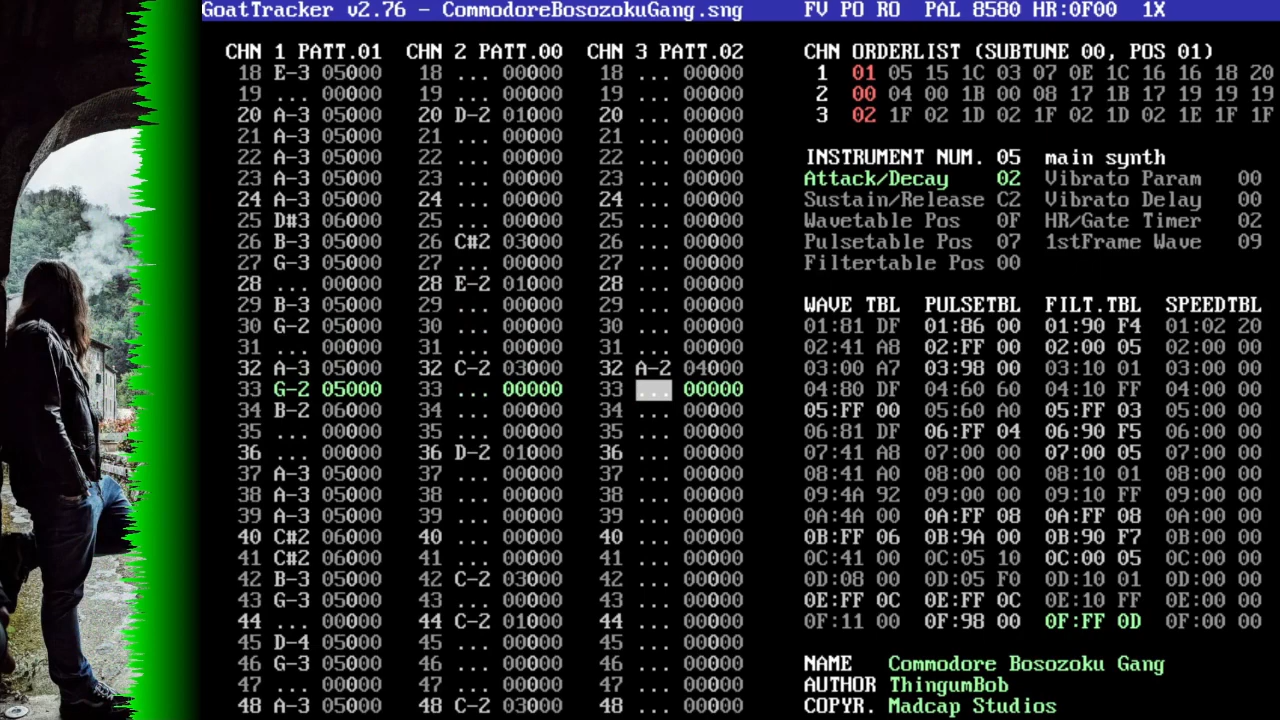 GoatTracker v2.76 - CommodoreBosozokuGang.sng FV PO RO PAL 8580 HR:0F00 1X
CHN 1 PATT.01 CHN 2 PATT.00 CHN 3 PATT.02 CHN ORDERLIST (SUBTUNE 00, POS 01)
18 E-3 05000 18 ... 00000 18 ... 00000 1 01 05 15 1C 03 07 0E 1C 16 16 18 20
19 ... 00000 19 ... 00000 19 ... 00000 2 00 04 00 1B 00 08 17 1B 17 19 19 19
20 A-3 05000 20 D-2 01000 20 ... 00000 3 02 1F 02 1D 02 1F 02 1D 02 1E 1F 1F
21 A-3 05000 21 ... 00000 21 ... 00000
22 A-3 05000 22 ... 00000 22 ... 00000 INSTRUMENT NUM. 05 main synth
23 A-3 05000 23 ... 00000 23 ... 00000 Attack/Decay 02 Vibrato Param 00
24 A-3 05000 24 ... 00000 24 ... 00000 Sustain/Release C2 Vibrato Delay 00
25 D#3 06000 25 ... 00000 25 ... 00000 Wavetable Pos 0F HR/Gate Timer 02
26 B-3 05000 26 C#2 03000 26 ... 00000 Pulsetable Pos 07 1stFrame Wave 09
27 G-3 05000 27 ... 00000 27 ... 00000 Filtertable Pos 00
28 ... 00000 28 E-2 01000 28 ... 00000
29 B-3 05000 29 ... 00000 29 ... 00000 WAVE TBL PULSETBL FILT.TBL SPEEDTBL
30 G-2 05000 30 ... 00000 30 ... 00000 01:81 DF 01:86 00 01:90 F4 01:02 20
31 ... 00000 31 ... 00000 31 ... 00000 02:41 A8 02:FF 00 02:00 05 02:00 00
32 A-3 05000 32 C-2 03000 32 A-2 04000 03:00 A7 03:98 00 03:10 01 03:00 00
33 G-2 05000 33 ... 00000 33 ... 00000 04:80 DF 04:60 60 04:10 FF 04:00 00
34 B-2 06000 34 ... 00000 34 ... 00000 05:FF 00 05:60 A0 05:FF 03 05:00 00
35 ... 00000 35 ... 00000 35 ... 00000 06:81 DF 06:FF 04 06:90 F5 06:00 00
36 ... 00000 36 D-2 01000 36 ... 00000 07:41 A8 07:00 00 07:00 05 07:00 00
37 A-3 05000 37 ... 00000 37 ... 00000 08:41 A0 08:00 00 08:10 01 08:00 00
38 A-3 05000 38 ... 00000 38 ... 00000 09:4A 92 09:00 00 09:10 FF 09:00 00
39 A-3 05000 39 ... 00000 39 ... 00000 0A:4A 00 0A:FF 08 0A:FF 08 0A:00 00
40 C#2 06000 40 ... 00000 40 ... 00000 0B:FF 06 0B:9A 00 0B:90 F7 0B:00 00
41 C#2 06000 41 ... 00000 41 ... 00000 0C:41 00 0C:05 10 0C:00 05 0C:00 00
42 B-3 05000 42 C-2 03000 42 ... 00000 0D:08 00 0D:05 F0 0D:10 01 0D:00 00
43 G-3 05000 43 ... 00000 43 ... 00000 0E:FF 0C 0E:FF 0C 0E:10 FF 0E:00 00
44 ... 00000 44 C-2 01000 44 ... 00000 0F:11 00 0F:98 00 0F:FF 0D 0F:00 00
45 D-4 05000 45 ... 00000 45 ... 00000
46 G-3 05000 46 ... 00000 46 ... 00000 NAME Commodore Bosozoku Gang
47 ... 00000 47 ... 00000 47 ... 00000 AUTHOR ThingumBob
48 A-3 05000 48 C-2 03000 48 ... 00000 COPYR. Madcap Studios